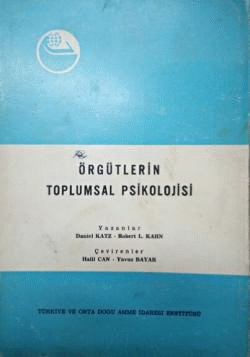 ÖRGÜTLERİN
TOPLUMSAL PSİKOLOJİSİ
Yazanlar
Daniel KATZ - Robert L. KAHN
Çevirenler
Halil CAN - Yavuz BAYAR
TÜRKİYE VE ORTA DOĞU AMME İDARESİ ENSTİTÜSÜ